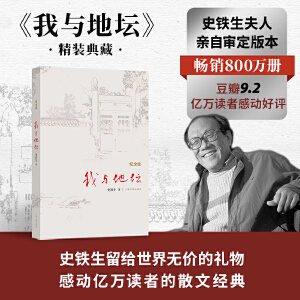 《我与地坛》
·精装典藏·
史铁生夫人
亲自审定版本
畅销800万册
豆瓣9.2
亿万读者感动好评
纪念版
我与地坛
史铁生留给世界无价的礼物
感动亿万读者的散文经典